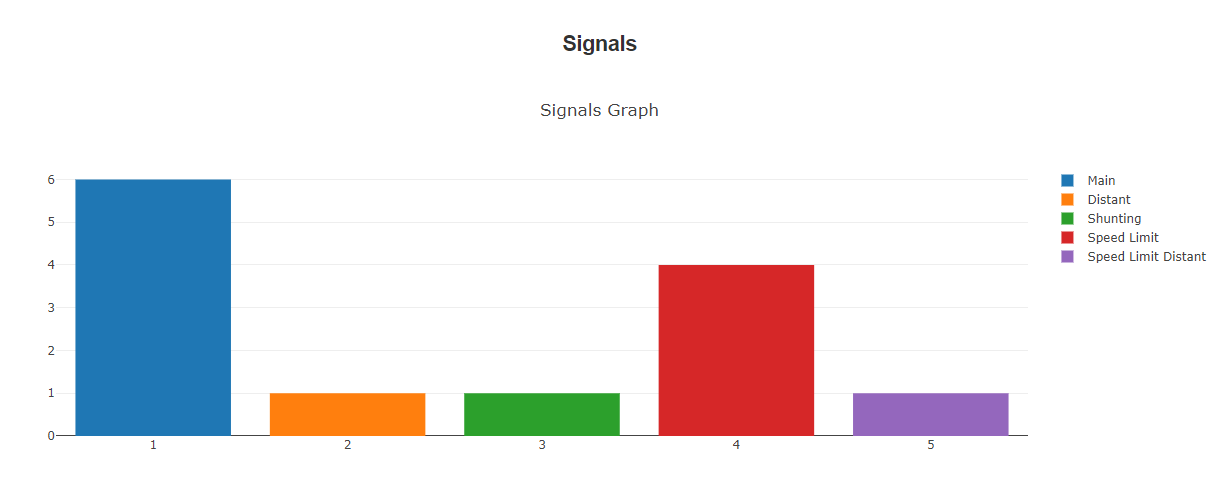 Signals
Signals Graph
6
5
4
3
2
1
0
1 2 3 4 5
Main
Distant
Shunting
Speed Limit
Speed Limit Distant